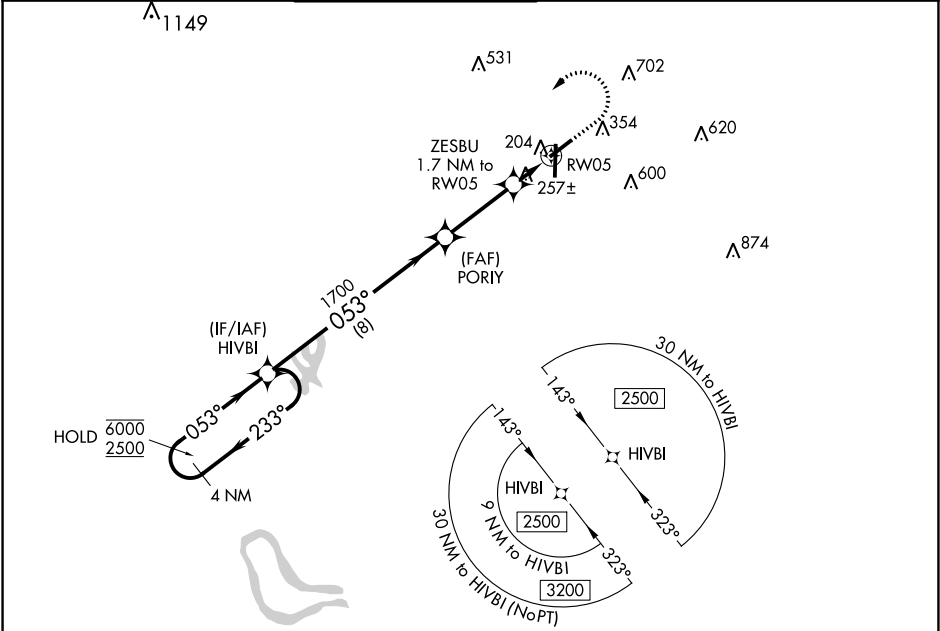 1149
531
702
354
620
204
ZESBU
1.7 NM to
RW05
RW05
257±
600
874
(FAF)
PORIY
1700
053°
(8)
(IF/IAF)
HIVBI
053°
233°
HOLD 6000
2500
4 NM
30 NM to HIVBI
143°
2500
HIVBI
323°
143°
HIVBI
2500
9 NM to HIVBI
323°
3200
30 NM to HIVBI (NoPT)